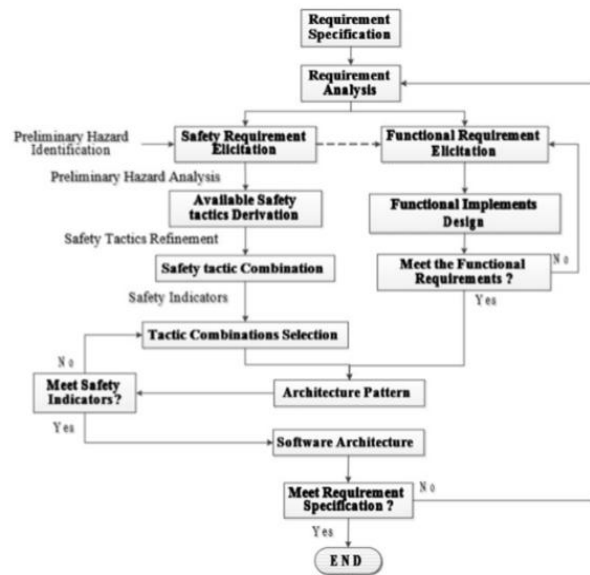 Requirement
Specification
Requirement
Analysis
Preliminary Hazard
Identification
Safety Requirement
Elicitation
Functional Requirement
Elicitation
Preliminary Hazard Analysis
Available Safety
tactics Derivation
Functional Implements
Design
Safety Tactics Refinement
Safety tactic Combination
Meet the Functional
Requirements ?
No
Yes
Safety Indicators
Tactic Combinations Selection
No
Meet Safety
Indicators?
Architecture Pattern
Yes
Software Architecture
Meet Requirement
Specification ?
No
Yes
END